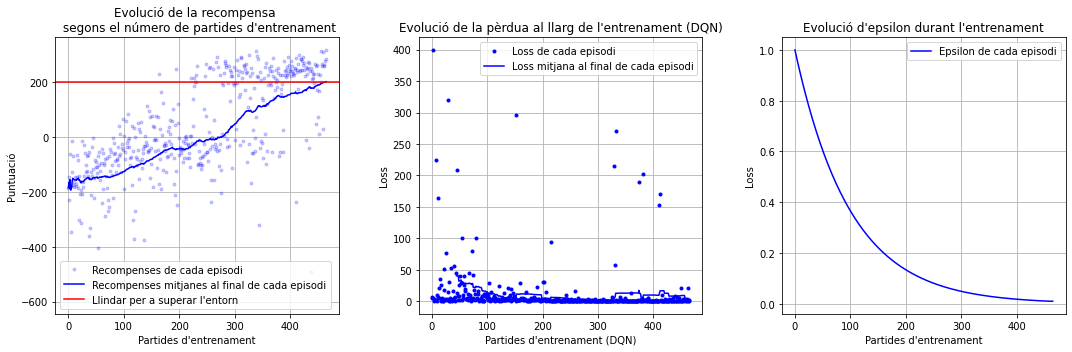 Evolució de la recompensa
segons el número de partides d'entrenament
200
0
−200
−400
−600
Puntuació
Recompenses de cada episodi
Recompenses mitjanes al final de cada episodi
Llindar per a superar l'entorn
0 100 200 300 400
Partides d'entrenament
Evolució de la pèrdua al llarg de l'entrenament (DQN)
Loss de cada episodi
Loss mitjana al final de cada episodi
400
350
300
250
200
150
100
50
0
Loss
0 100 200 300 400
Partides d'entrenament (DQN)
Evolució d'epsilon durant l'entrenament
Epsilon de cada episodi
1.0
0.8
0.6
0.4
0.2
0.0
Loss
0 100 200 300 400
Partides d'entrenament